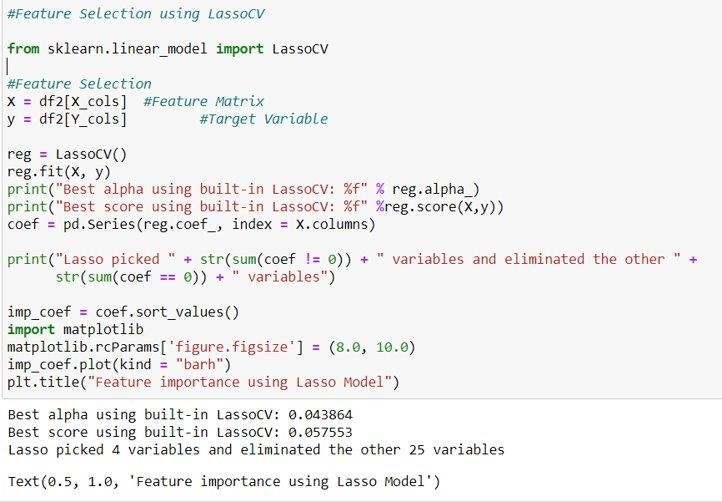 #Feature Selection using LassoCV
from sklearn.linear_model import LassoCV
#Feature Selection
X = df2[X_cols]  #Feature Matrix
y = df2[Y_cols]         #Target Variable
reg = LassoCV()
reg.fit(X, y)
print("Best alpha using built-in LassoCV: %f" % reg.alpha_)
print("Best score using built-in LassoCV: %f" %reg.score(X,y))
coef = pd.Series(reg.coef_, index = X.columns)
print("Lasso picked " + str(sum(coef != 0)) + " variables and eliminated the other " +
      str(sum(coef == 0)) + " variables")
imp_coef = coef.sort_values()
import matplotlib
matplotlib.rcParams['figure.figsize'] = (8.0, 10.0)
imp_coef.plot(kind = "barh")
plt.title("Feature importance using Lasso Model")
Best alpha using built-in LassoCV: 0.043864
Best score using built-in LassoCV: 0.057553
Lasso picked 4 variables and eliminated the other 25 variables
Text(0.5, 1.0, 'Feature importance using Lasso Model')